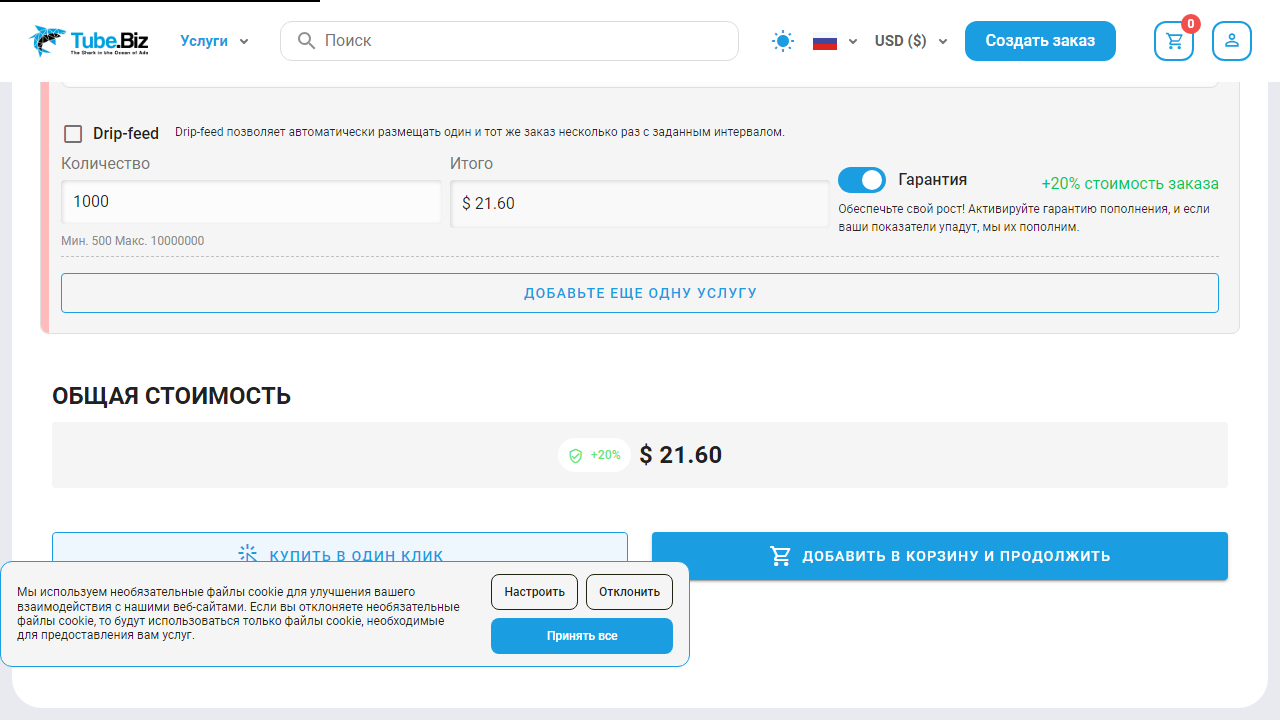 Tube.Biz
The Shark in the Ocean of Ads
Услуги
Поиск
USD ($)
Создать заказ
0
Drip-feed
Drip-feed позволяет автоматически размещать один и тот же заказ несколько раз с заданным интервалом.
Количество
Итого
1000
$ 21.60
Гарантия
+20% стоимость заказа
Обеспечьте свой рост! Активируйте гарантию пополнения, и если
ваши показатели упадут, мы их пополним.
Мин. 500 Макс. 10000000
ДОБАВЬТЕ ЕЩЕ ОДНУ УСЛУГУ
ОБЩАЯ СТОИМОСТЬ
+20%
$ 21.60
КУПИТЬ В ОДИН КЛИК
ДОБАВИТЬ В КОРЗИНУ И ПРОДОЛЖИТЬ
Мы используем необязательные файлы cookie для улучшения вашего
взаимодействия с нашими веб-сайтами. Если вы отклоняете необязательные
файлы cookie, то будут использоваться только файлы cookie, необходимые
для предоставления вам услуг.
Настроить
Отклонить
Принять все